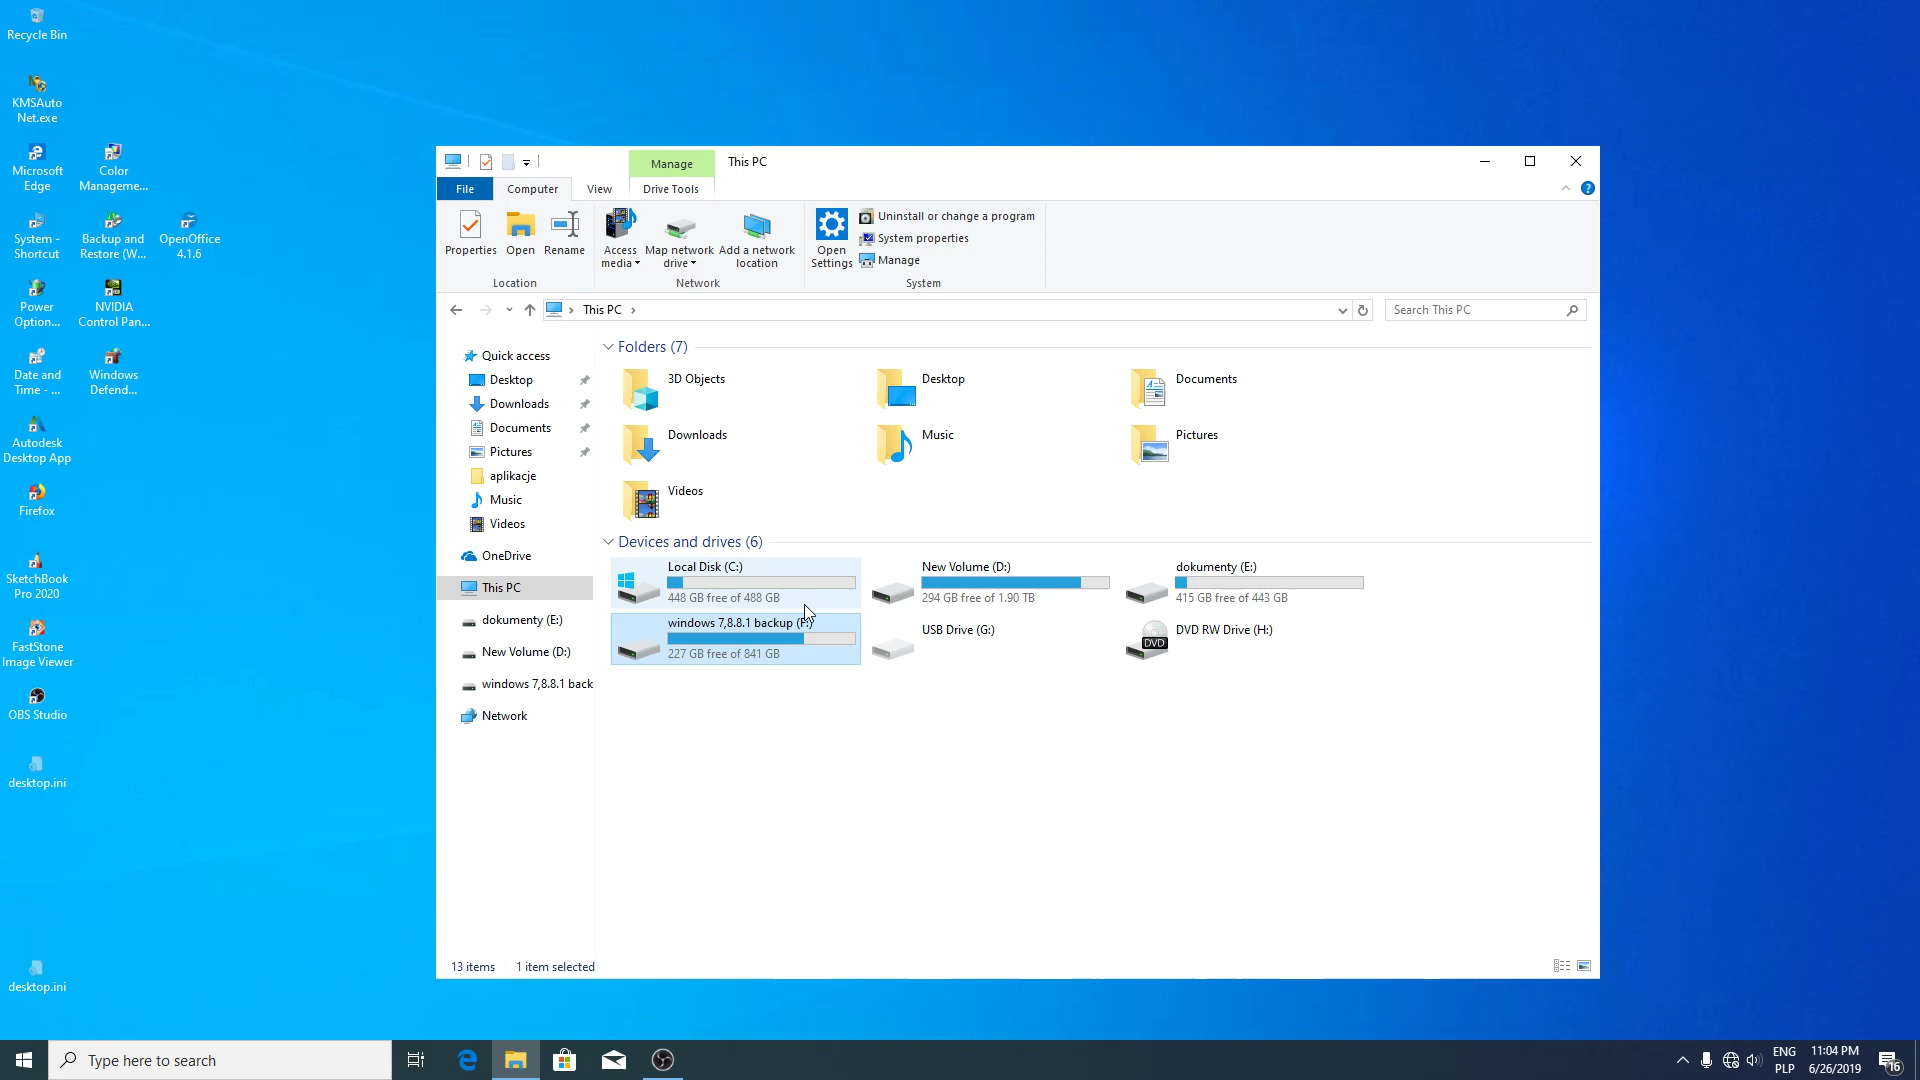 Recycle Bin
KMSAuto
Net.exe
Microsoft
Edge
Color
Manageme...
System -
Shortcut
Backup and
Restore (W...
OpenOffice
4.1.6
Power
Option...
NVIDIA
Control Pan...
Date and
Time - ...
Windows
Defend...
Autodesk
Desktop App
Firefox
SketchBook
Pro 2020
FastStone
Image Viewer
OBS Studio
desktop.ini
desktop.ini
Manage
This PC
File
Computer
View
Drive Tools
Properties
Open
Rename
Access
media
Map network
drive
Add a network
location
Open
Settings
Uninstall or change a program
System properties
Manage
Location
Network
System
This PC
Search This PC
Quick access
Desktop
Downloads
Documents
Pictures
aplikacje
Music
Videos
OneDrive
This PC
dokumenty (E:)
New Volume (D:)
windows 7,8.8.1 back
Network
Folders (7)
3D Objects
Desktop
Documents
Downloads
Music
Pictures
Videos
Devices and drives (6)
Local Disk (C:)
448 GB free of 488 GB
New Volume (D:)
294 GB free of 1.90 TB
dokumenty (E:)
415 GB free of 443 GB
windows 7,8.8.1 backup (F:)
227 GB free of 841 GB
USB Drive (G:)
DVD
DVD RW Drive (H:)
13 items
1 item selected
Type here to search
ENG
PLP
11:04 PM
6/26/2019
16